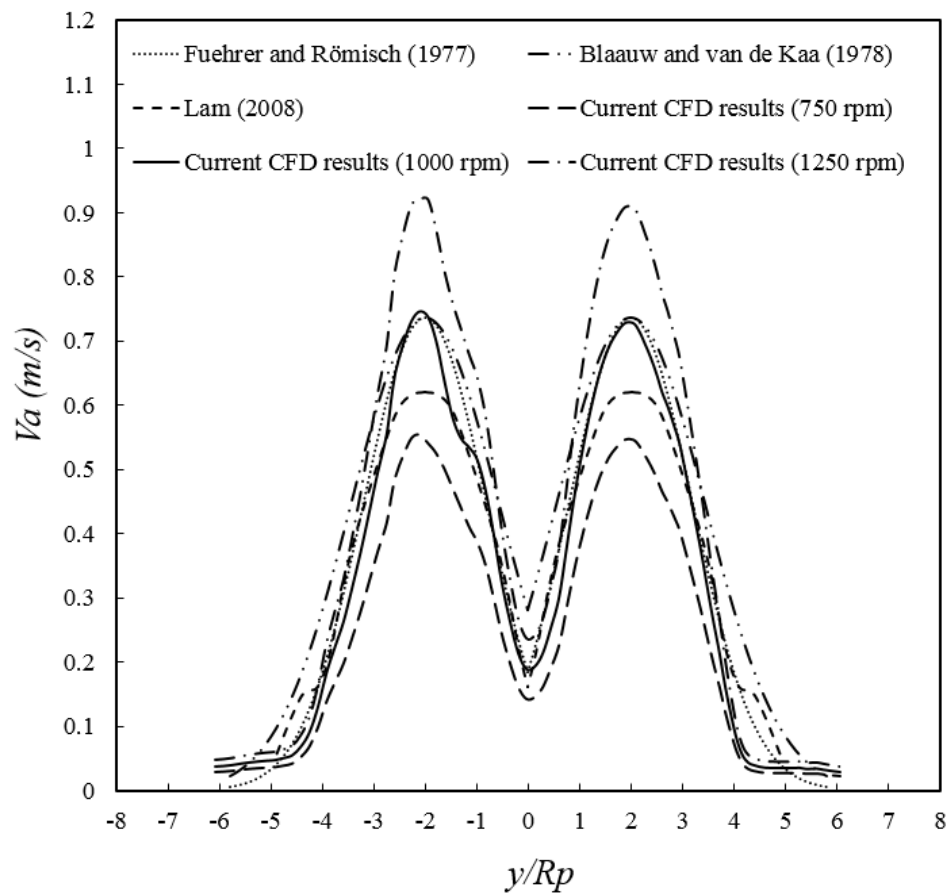 1.2
Fuehrer and Römisch (1977) Blaauw and van de Kaa (1978)
1.1
Lam (2008) Current CFD results (750 rpm)
1
Current CFD results (1000 rpm) Current CFD results (1250 rpm)
0.9
0.8
0.7
0.6
0.5
0.4
0.3
0.2
0.1
0
Va (m/s)
-8 -7 -6 -5 -4 -3 -2 -1 0 1 2 3 4 5 6 7 8
y/Rp